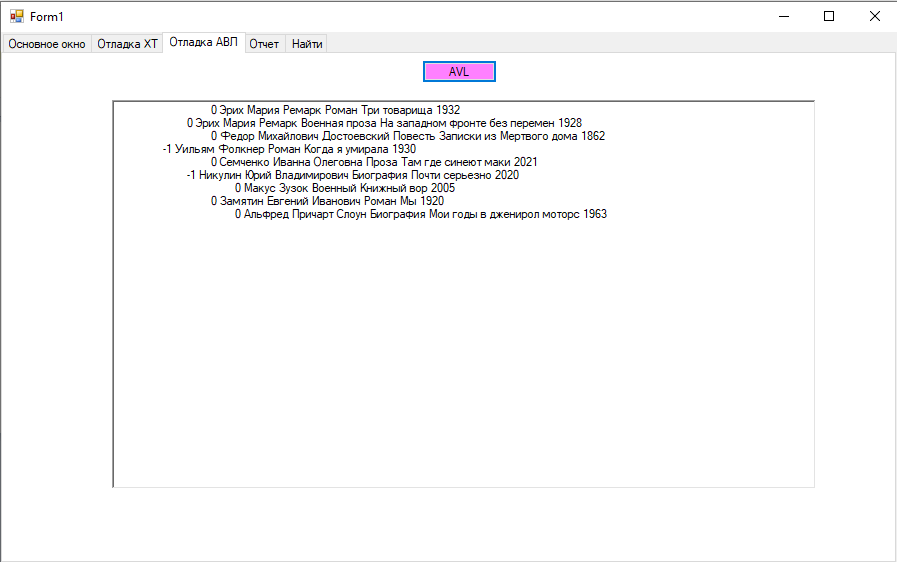 Form1
Основное окно Отладка ХТ Отладка АВЛ Отчет Найти
AVL
0 Эрих Мария Ремарк Роман Три товарища 1932
0 Эрих Мария Ремарк Военная проза На западном фронте без перемен 1928
0 Федор Михайлович Достоевский Повесть Записки из Мертвого дома 1862
-1 Уильям Фолкнер Роман Когда я умирала 1930
0 Семченко Иванна Олеговна Проза Там где синеют маки 2021
-1 Никулин Юрий Владимирович Биография Почти серьезно 2020
0 Макус Зузок Военный Книжный вор 2005
0 Замятин Евгений Иванович Роман Мы 1920
0 Альфред Причарт Слоун Биография Мои годы в дженирол моторс 1963